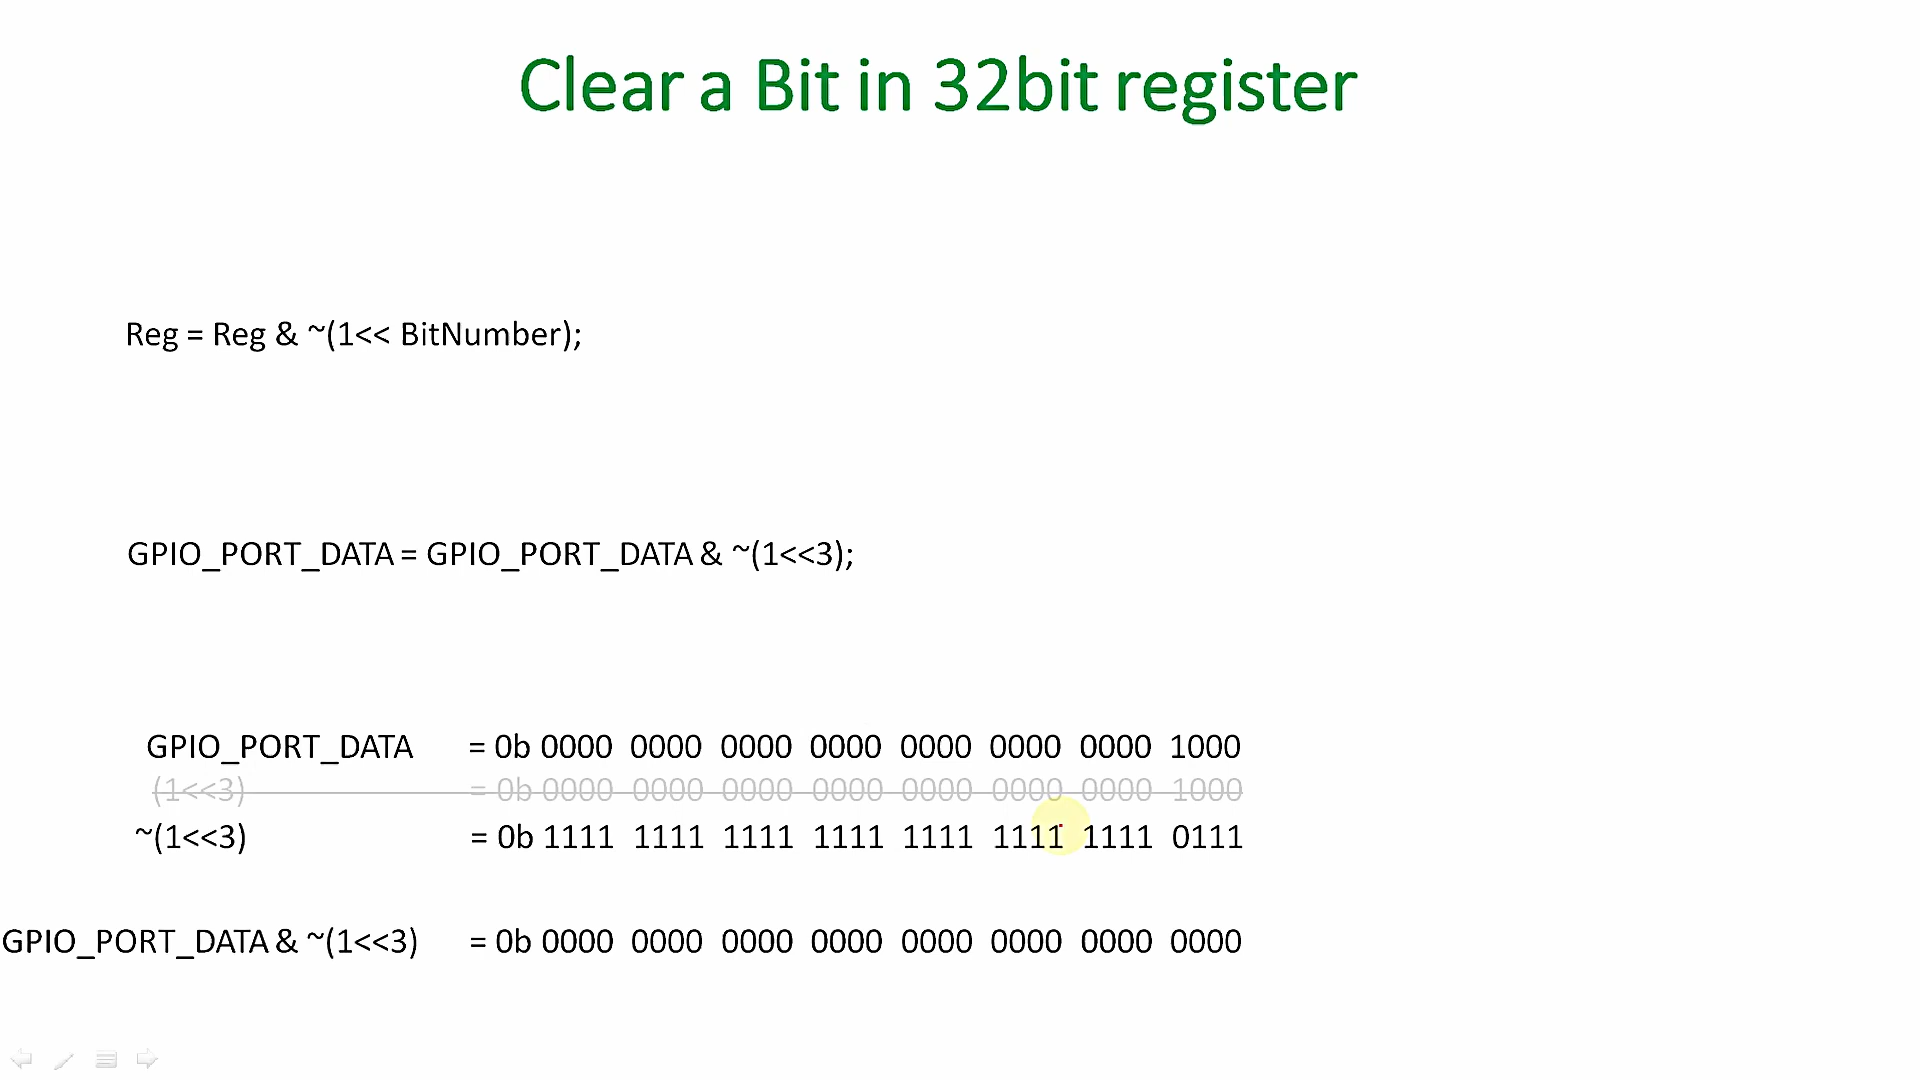 Clear a Bit in 32bit register
Reg = Reg & ~(1<< BitNumber);
GPIO_PORT_DATA = GPIO_PORT_DATA & ~(1<<3);
GPIO_PORT_DATA = 0b 0000 0000 0000 0000 0000 0000 0000 1000
(1<<3) = 0b 0000 0000 0000 0000 0000 0000 0000 1000
~(1<<3) = 0b 1111 1111 1111 1111 1111 1111 1111 0111
GPIO_PORT_DATA & ~(1<<3) = 0b 0000 0000 0000 0000 0000 0000 0000 0000